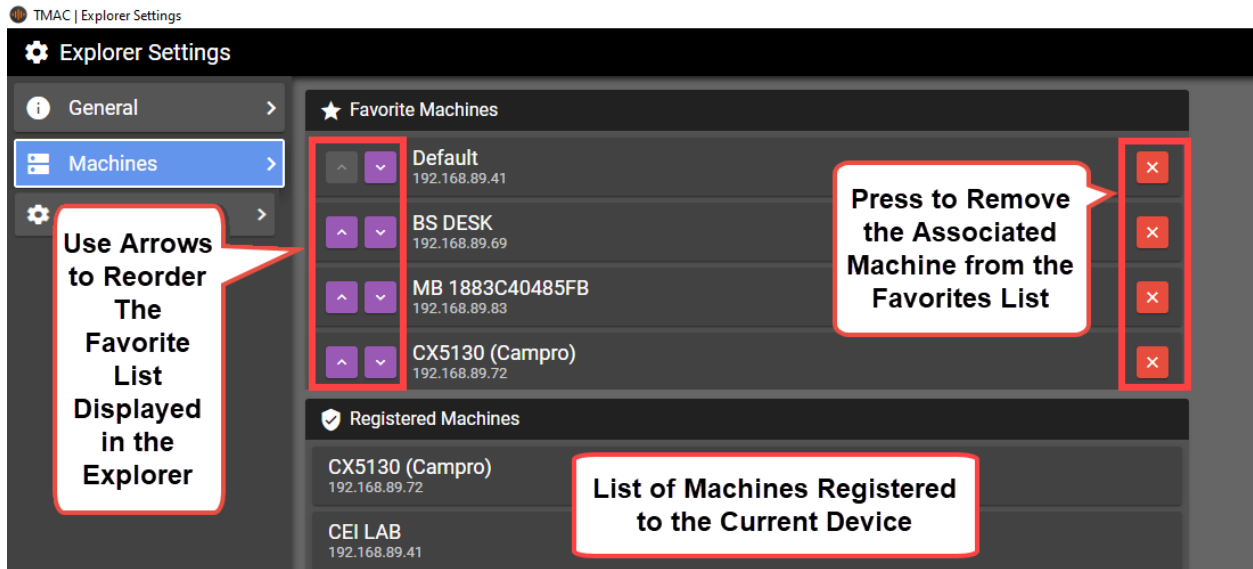 TMAC | Explorer Settings
Explorer Settings
General
Machines
Use Arrows
to Reorder
The
Favorite
List
Displayed
in the
Explorer
Favorite Machines
Default
192.168.89.41
BS DESK
192.168.89.69
MB 1883C40485FB
192.168.89.83
CX5130 (Campro)
192.168.89.72
Press to Remove
the Associated
Machine from the
Favorites List
Registered Machines
CX5130 (Campro)
192.168.89.72
CEI LAB
192.168.89.41
List of Machines Registered
to the Current Device